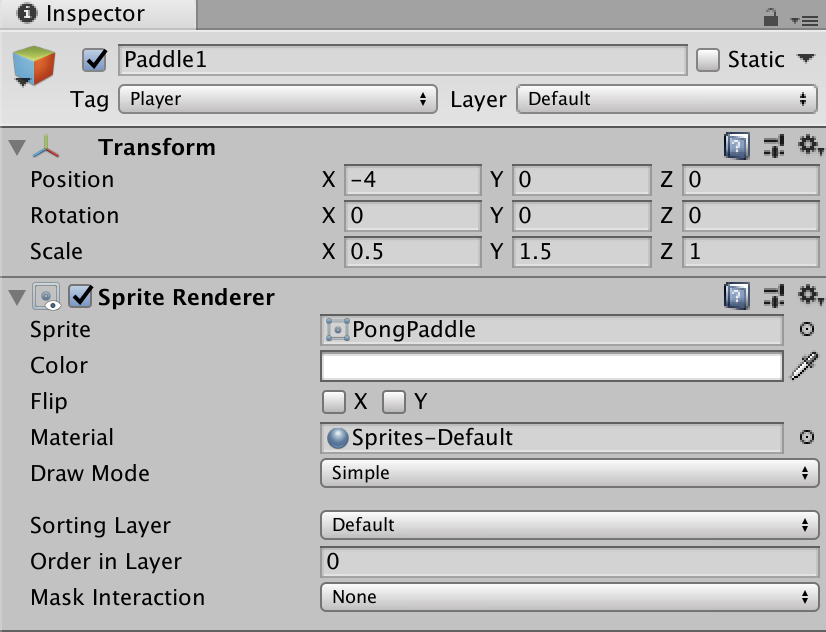 Inspector
Paddle1 Static
Tag Player Layer Default
Transform
Position X -4 Y 0 Z 0
Rotation X 0 Y 0 Z 0
Scale X 0.5 Y 1.5 Z 1
Sprite Renderer
Sprite PongPaddle
Color
Flip X Y
Material Sprites-Default
Draw Mode Simple
Sorting Layer Default
Order in Layer 0
Mask Interaction None